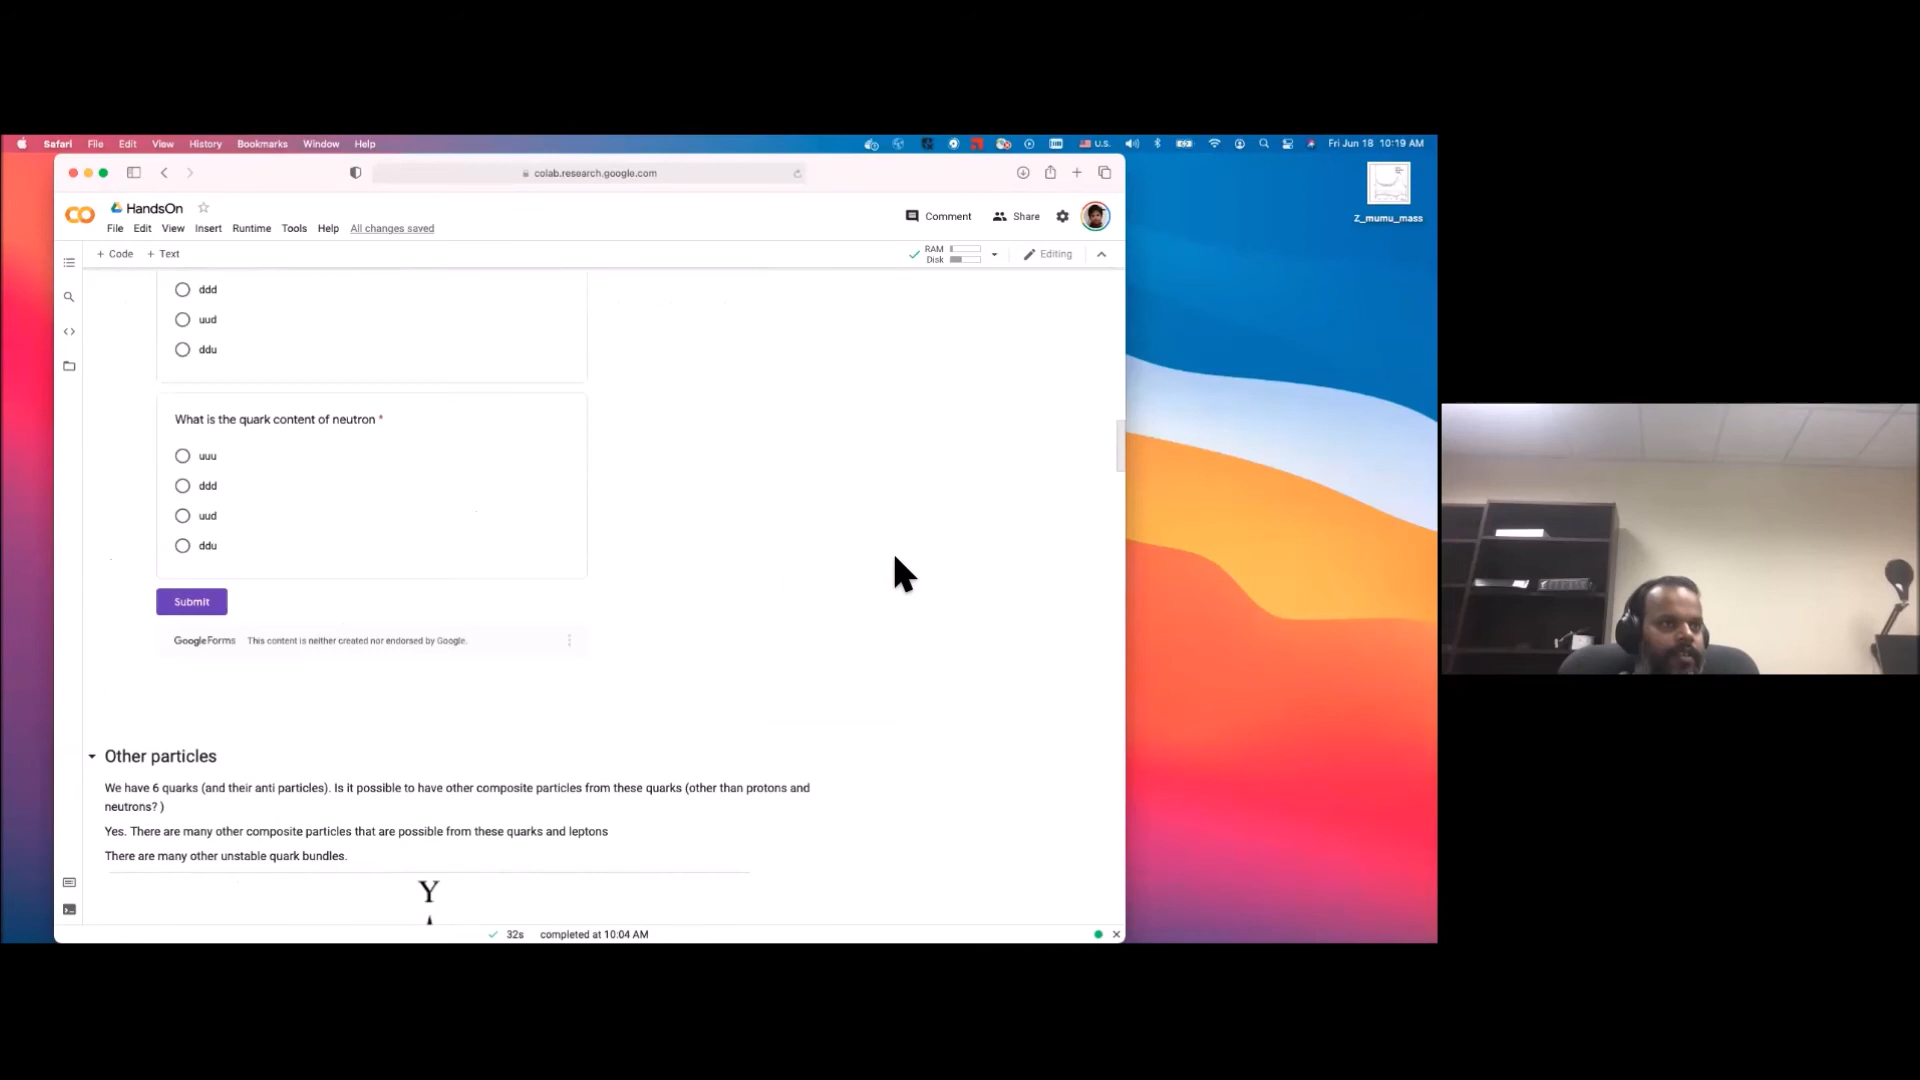 Safari File Edit View History Bookmarks Window Help
U.S.
Fri Jun 18 10:19 AM
colab.research.google.com
Z_mumu_mass
HandsOn
Comment
Share
File Edit View Insert Runtime Tools Help All changes saved
+ Code + Text
RAM
Disk
Editing
ddd
uud
ddu
What is the quark content of neutron *
uuu
ddd
uud
ddu
Submit
Google Forms This content is neither created nor endorsed by Google.
Other particles
We have 6 quarks (and their anti particles). Is it possible to have other composite particles from these quarks (other than protons and
neutrons? )
Yes. There are many other composite particles that are possible from these quarks and leptons
There are many other unstable quark bundles.
Y
32s completed at 10:04 AM